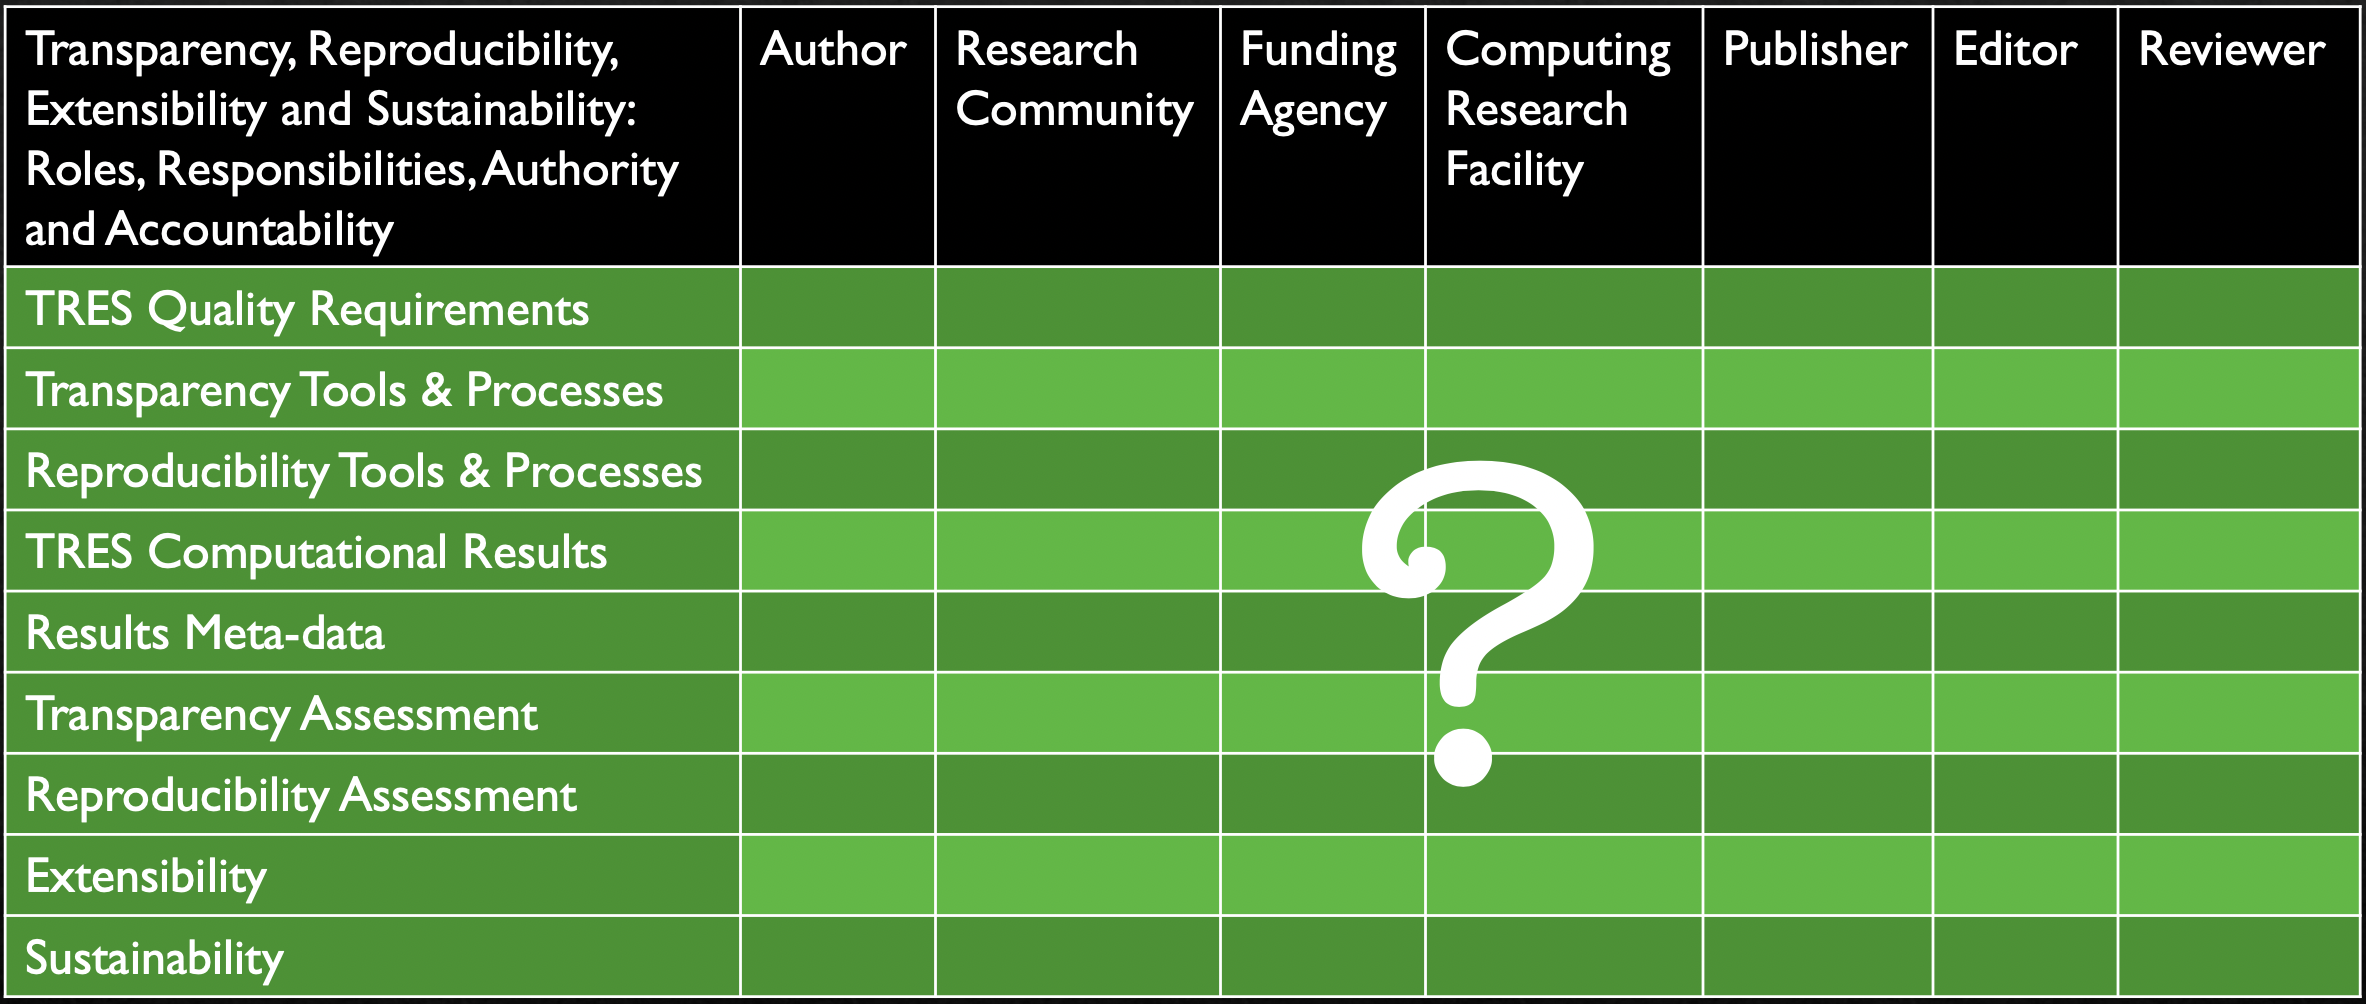 Transparency, Reproducibility,
Extensibility and Sustainability:
Roles, Responsibilities, Authority
and Accountability
Author
Research
Community
Funding
Agency
Computing
Research
Facility
Publisher
Editor
Reviewer
TRES Quality Requirements
Transparency Tools & Processes
Reproducibility Tools & Processes
TRES Computational Results
Results Meta-data
Transparency Assessment
Reproducibility Assessment
Extensibility
Sustainability
?